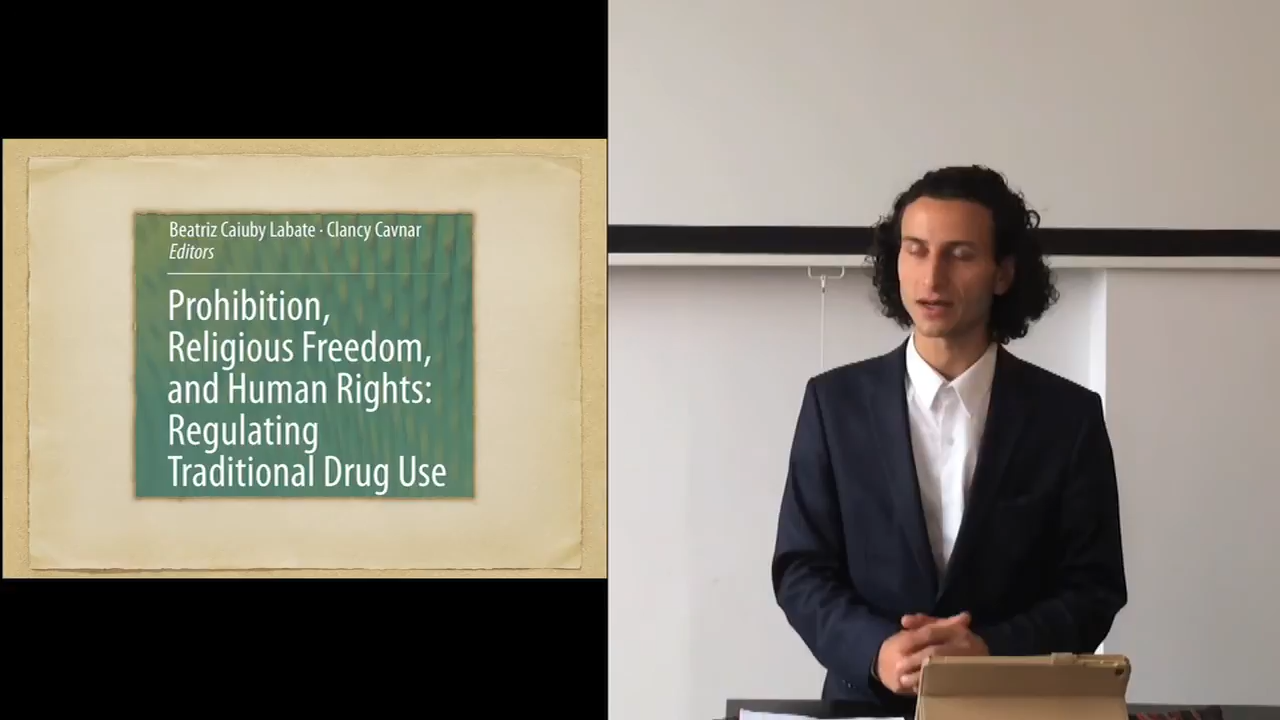 Beatriz Caiuby Labate · Clancy Cavnar
Editors
Prohibition,
Religious Freedom,
and Human Rights:
Regulating
Traditional Drug Use